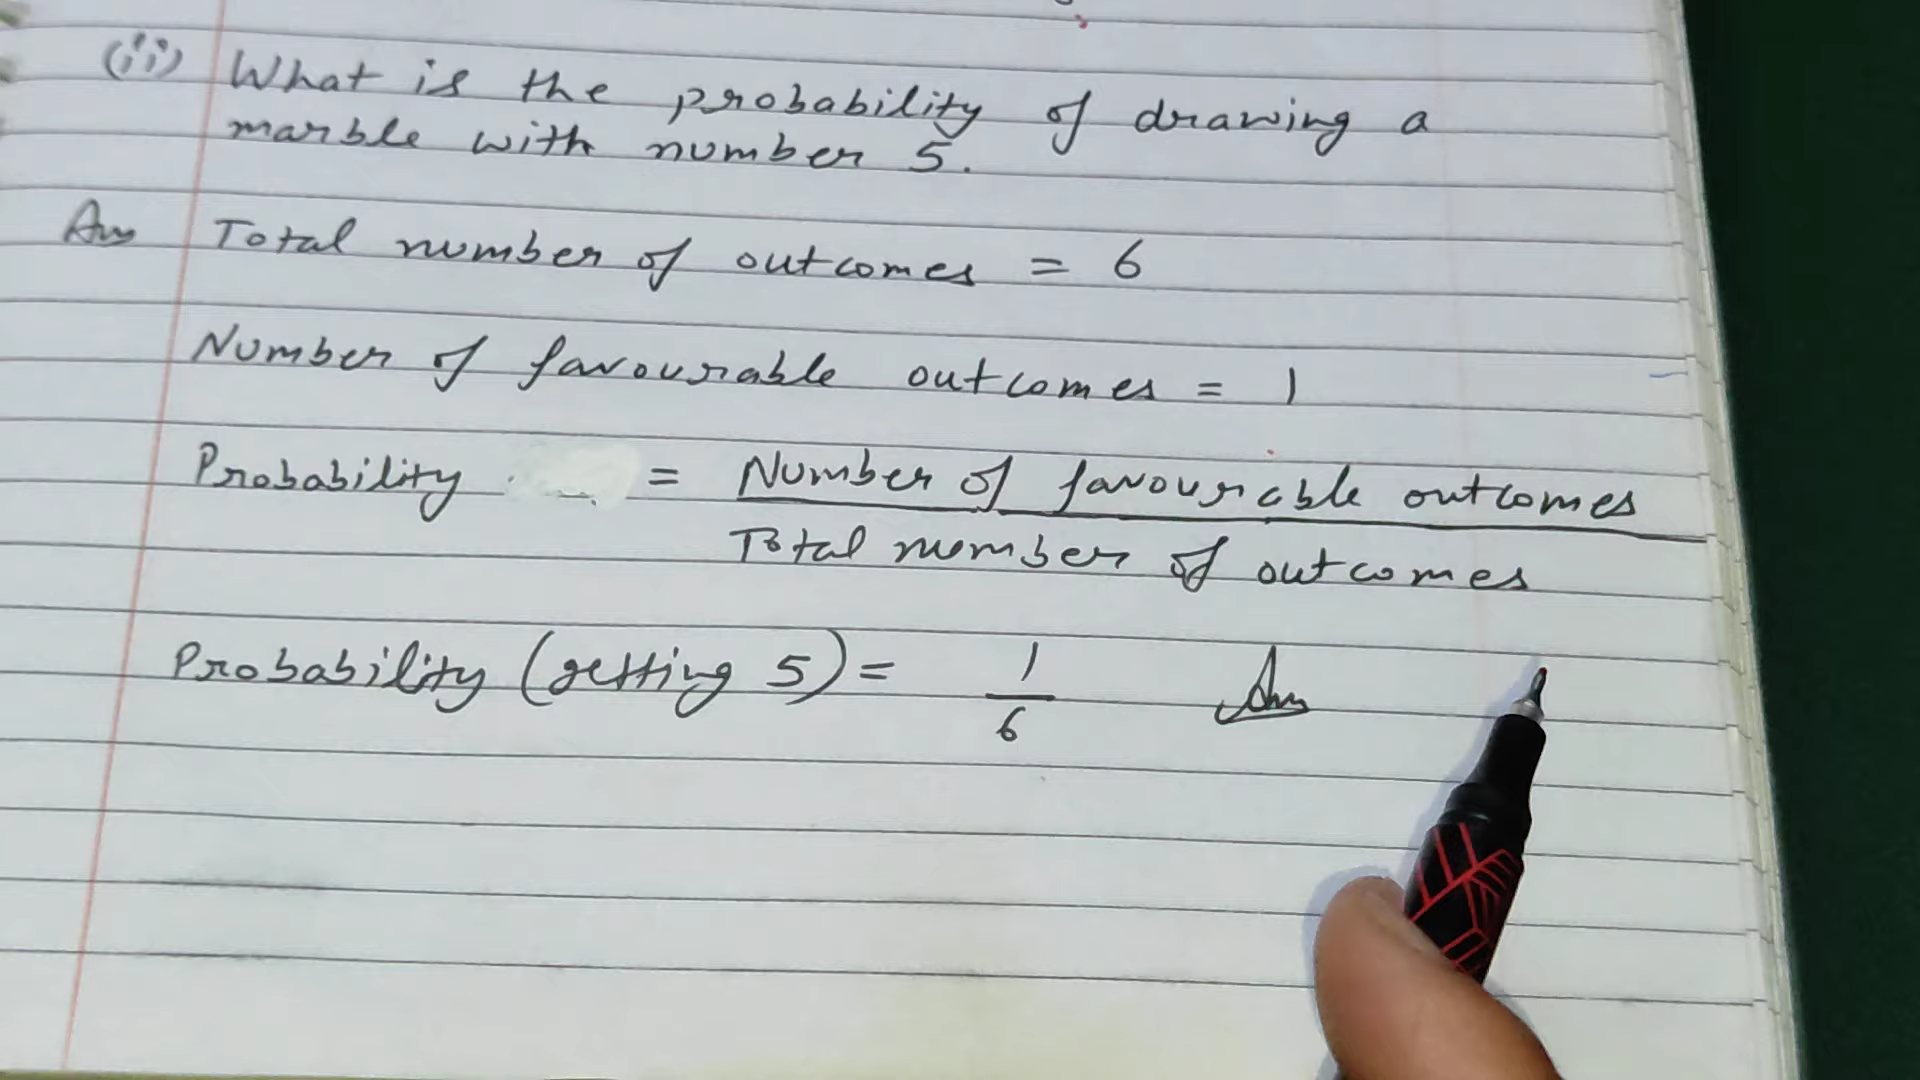 (ii) What is the probability of drawing a
marble with number 5.
Ans Total number of outcomes = 6
Number of favourable outcomes = 1
Probability = Number of favourable outcomes
Total number of outcomes
Probability (getting 5) = 1
6 Ans